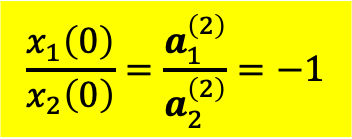 x₁(0)/x₂(0) = a₁⁽²⁾/a₂⁽²⁾ = −1